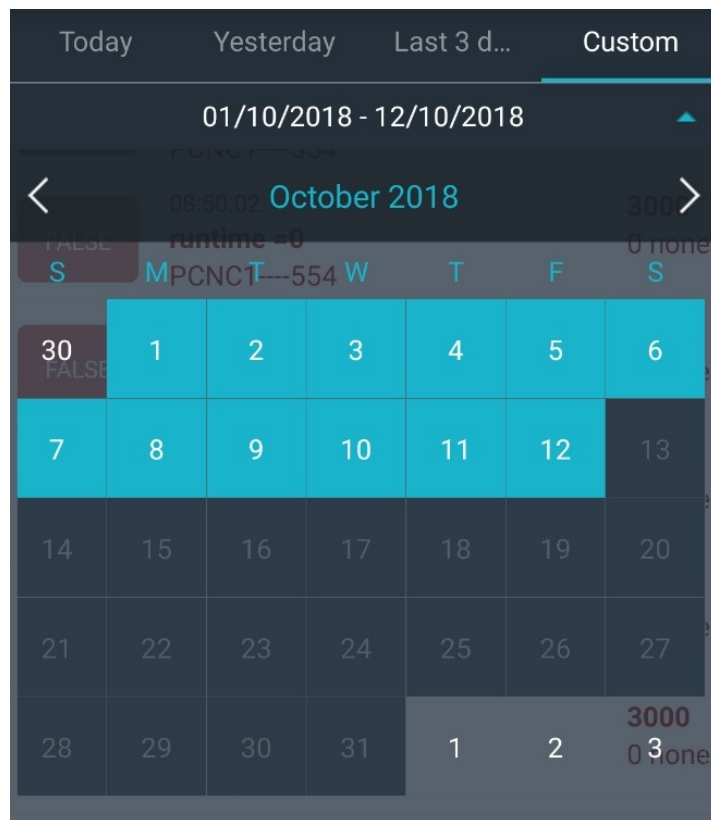 Today Yesterday Last 3 d... Custom
01/10/2018 - 12/10/2018
PCNC1----554
October 2018
08:50:02 3000
FALSE runtime =0 0 none
PCNC1----554
S M T W T F S
30 1 2 3 4 5 6
FALSE
7 8 9 10 11 12 13
14 15 16 17 18 19 20
21 22 23 24 25 26 27
3000
28 29 30 31 1 2 3
0 none